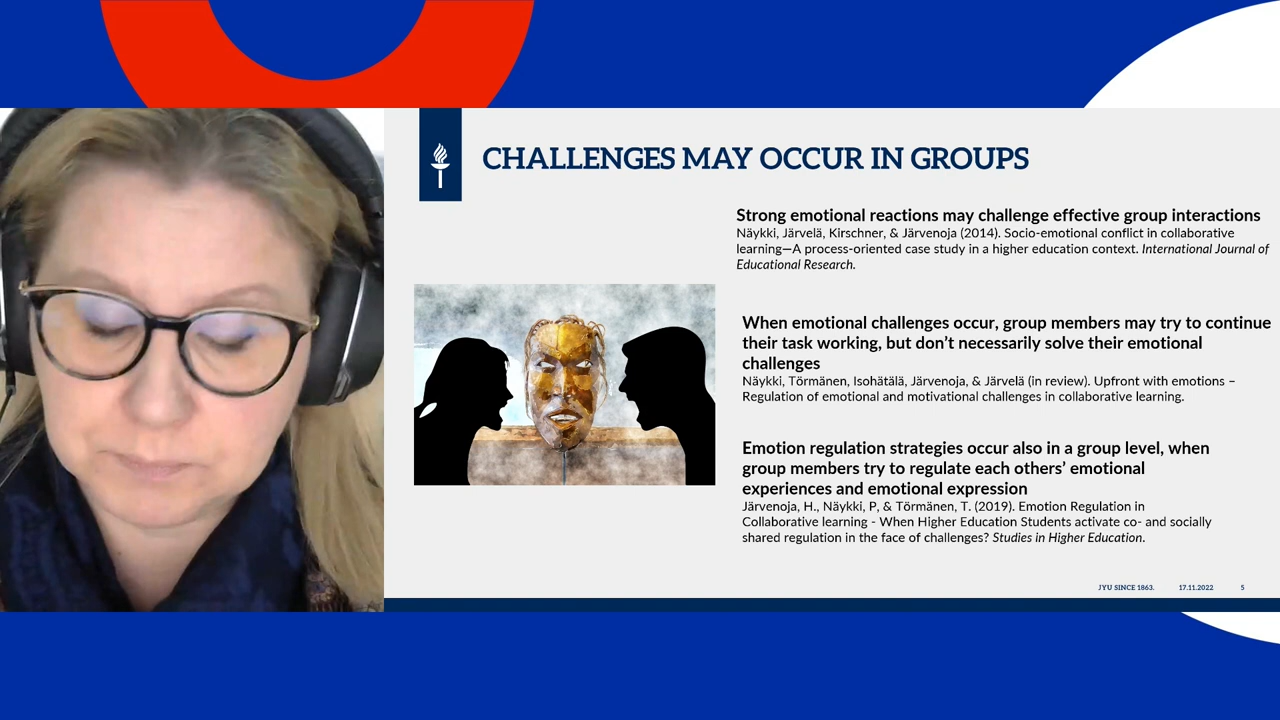 CHALLENGES MAY OCCUR IN GROUPS
Strong emotional reactions may challenge effective group interactions
Näykki, Järvelä, Kirschner, & Järvenoja (2014). Socio-emotional conflict in collaborative
learning—A process-oriented case study in a higher education context. International Journal of
Educational Research.
When emotional challenges occur, group members may try to continue
their task working, but don’t necessarily solve their emotional
challenges
Näykki, Törmänen, Isohätälä, Järvenoja, & Järvelä (in review). Upfront with emotions –
Regulation of emotional and motivational challenges in collaborative learning.
Emotion regulation strategies occur also in a group level, when
group members try to regulate each others’ emotional
experiences and emotional expression
Järvenoja, H., Näykki, P, & Törmänen, T. (2019). Emotion Regulation in
Collaborative learning - When Higher Education Students activate co- and socially
shared regulation in the face of challenges? Studies in Higher Education.
JYU SINCE 1863. 17.11.2022 5